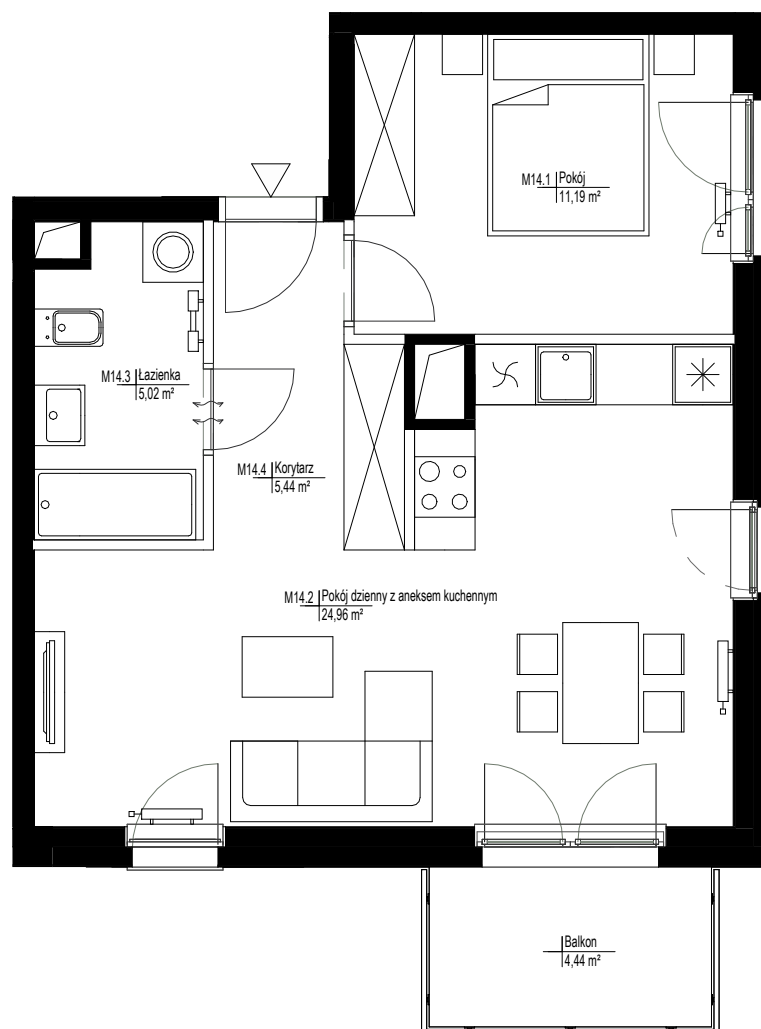 M14.1 Pokój
11,19 m²
M14.3 Łazienka
5,02 m²
M14.4 Korytarz
5,44 m²
M14.2 Pokój dzienny z aneksem kuchennym
24,96 m²
Balkon
4,44 m²